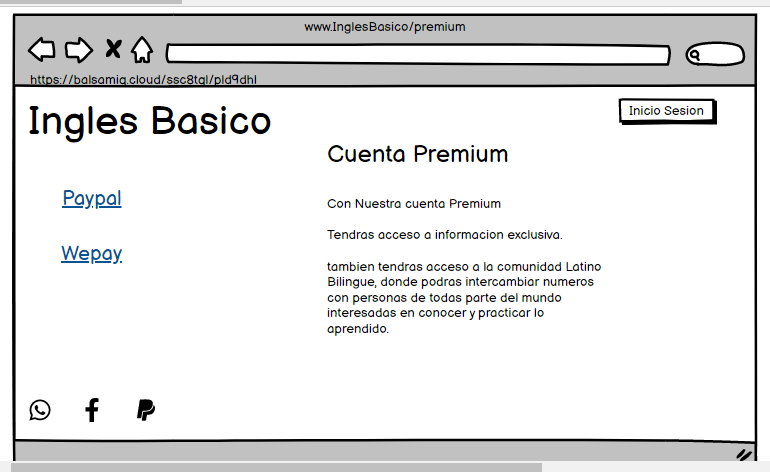 www.InglesBasico/premium
https://balsamiq.cloud/ssc8tql/pld9dhl
Ingles Basico
Inicio Sesion
Cuenta Premium
Paypal
Con Nuestra cuenta Premium
Tendras acceso a informacion exclusiva.
Wepay
tambien tendras acceso a la comunidad Latino
Bilingue, donde podras intercambiar numeros
con personas de todas parte del mundo
interesadas en conocer y practicar lo
aprendido.